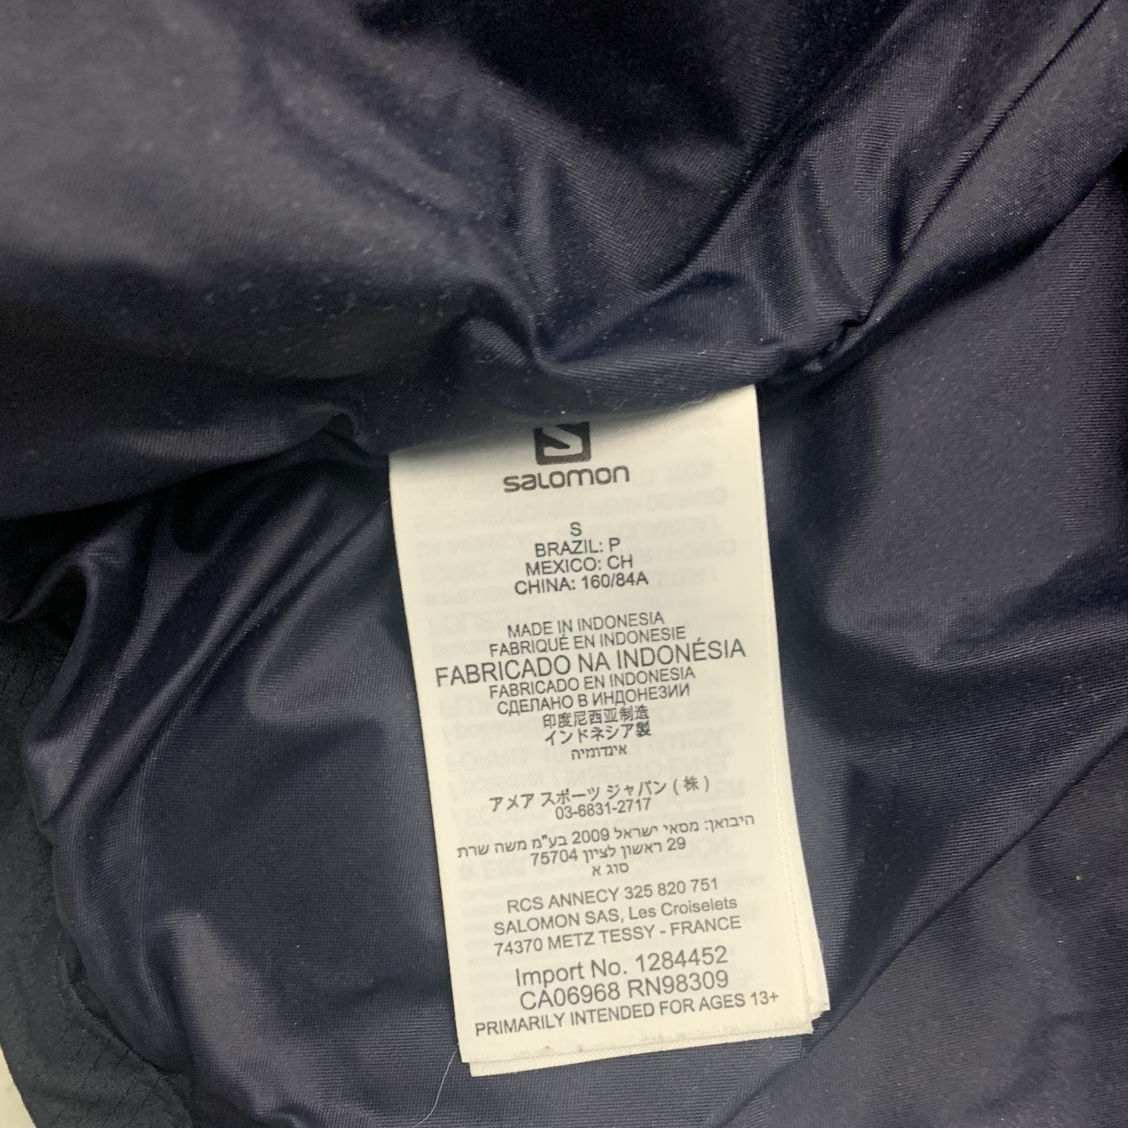 salomon
S
BRAZIL: P
MEXICO: CH
CHINA: 160/84A
MADE IN INDONESIA
FABRIQUÉ EN INDONESIE
FABRICADO NA INDONÉSIA
FABRICADO EN INDONESIA
СДЕЛАНО В ИНДОНЕЗИИ
印度尼西亚制造
インドネシア製
אינדונזיה
アメア スポーツ ジャパン ( 株 )
03-6831-2717
היבואן: מסאי ישראל 2009 בע"מ משה שרת
29 ראשון לציון 75704
סוג א
RCS ANNECY 325 820 751
SALOMON SAS, Les Croiselets
74370 METZ TESSY - FRANCE
Import No. 1284452
CA06968 RN98309
PRIMARILY INTENDED FOR AGES 13+